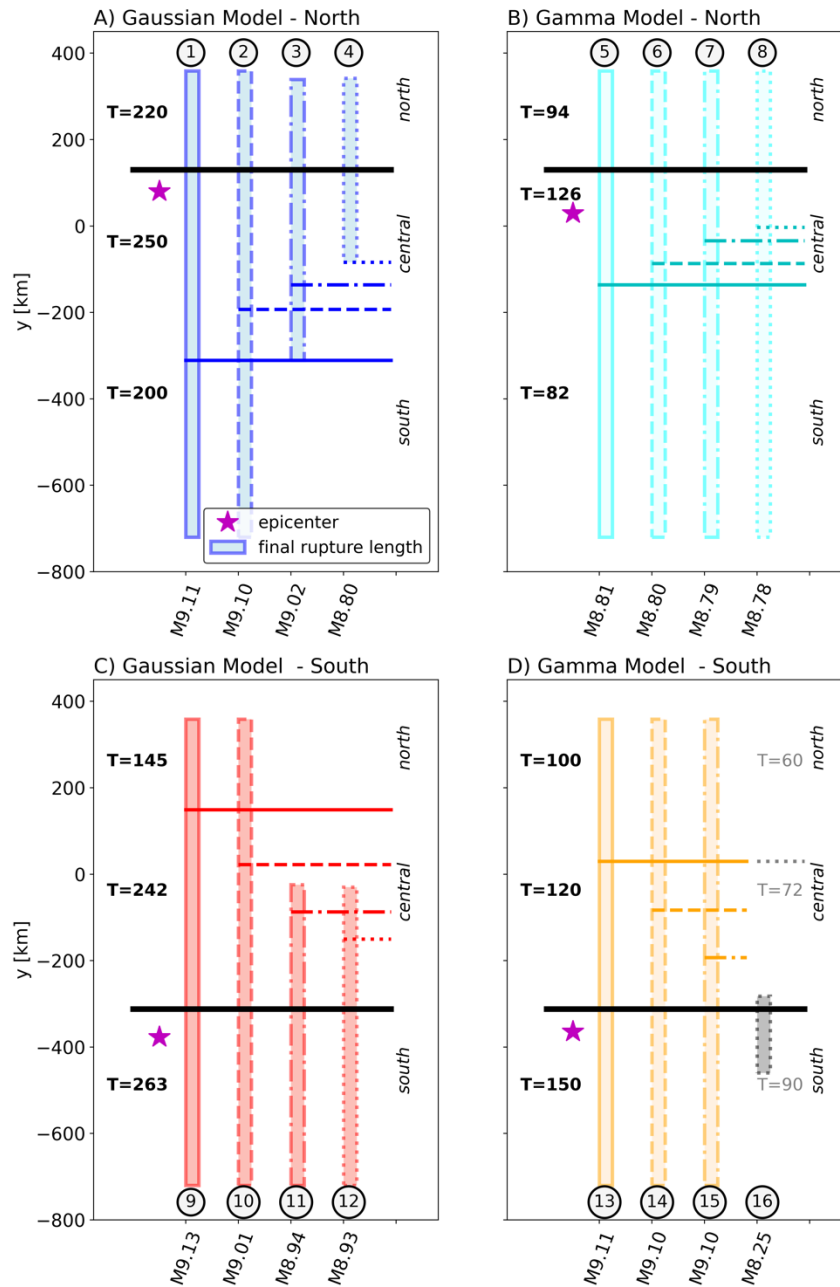 A) Gaussian Model - North
B) Gamma Model - North
400
200
0
−200
−400
−600
−800
y [km]
1
2
3
4
T=220
T=250
T=200
north
central
south
epicenter
final rupture length
M9.11
M9.10
M9.02
M8.80
5
6
7
8
T=94
T=126
T=82
north
central
south
M8.81
M8.80
M8.79
M8.78
C) Gaussian Model  - South
D) Gamma Model - South
400
200
0
−200
−400
−600
−800
y [km]
T=145
T=242
T=263
north
central
south
9
10
11
12
M9.13
M9.01
M8.94
M8.93
T=100
T=60
T=120
T=72
T=150
T=90
north
central
south
13
14
15
16
M9.11
M9.10
M9.10
M8.25